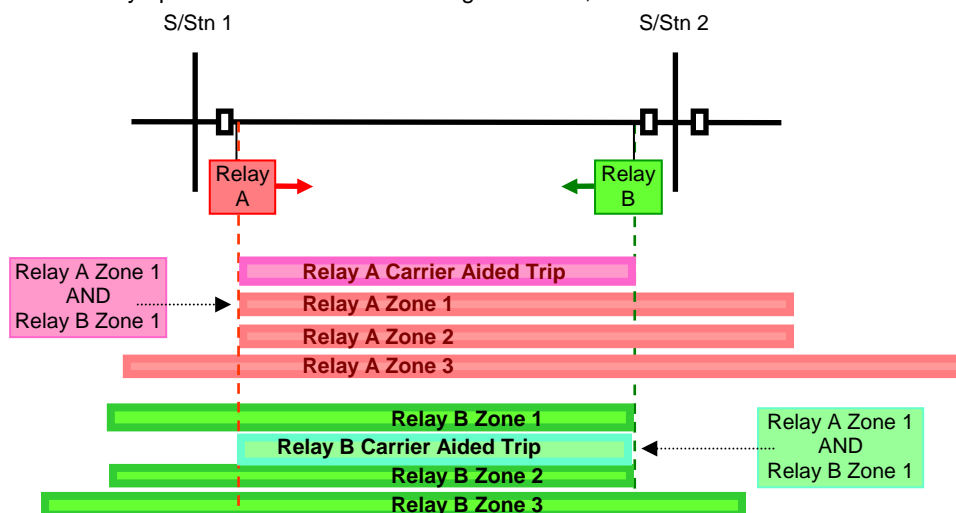 S/Stn 1
S/Stn 2
Relay
A
Relay
B
Relay A Carrier Aided Trip
Relay A Zone 1
AND
Relay B Zone 1
Relay A Zone 1
Relay A Zone 2
Relay A Zone 3
Relay B Zone 1
Relay B Carrier Aided Trip
Relay A Zone 1
AND
Relay B Zone 1
Relay B Zone 2
Relay B Zone 3